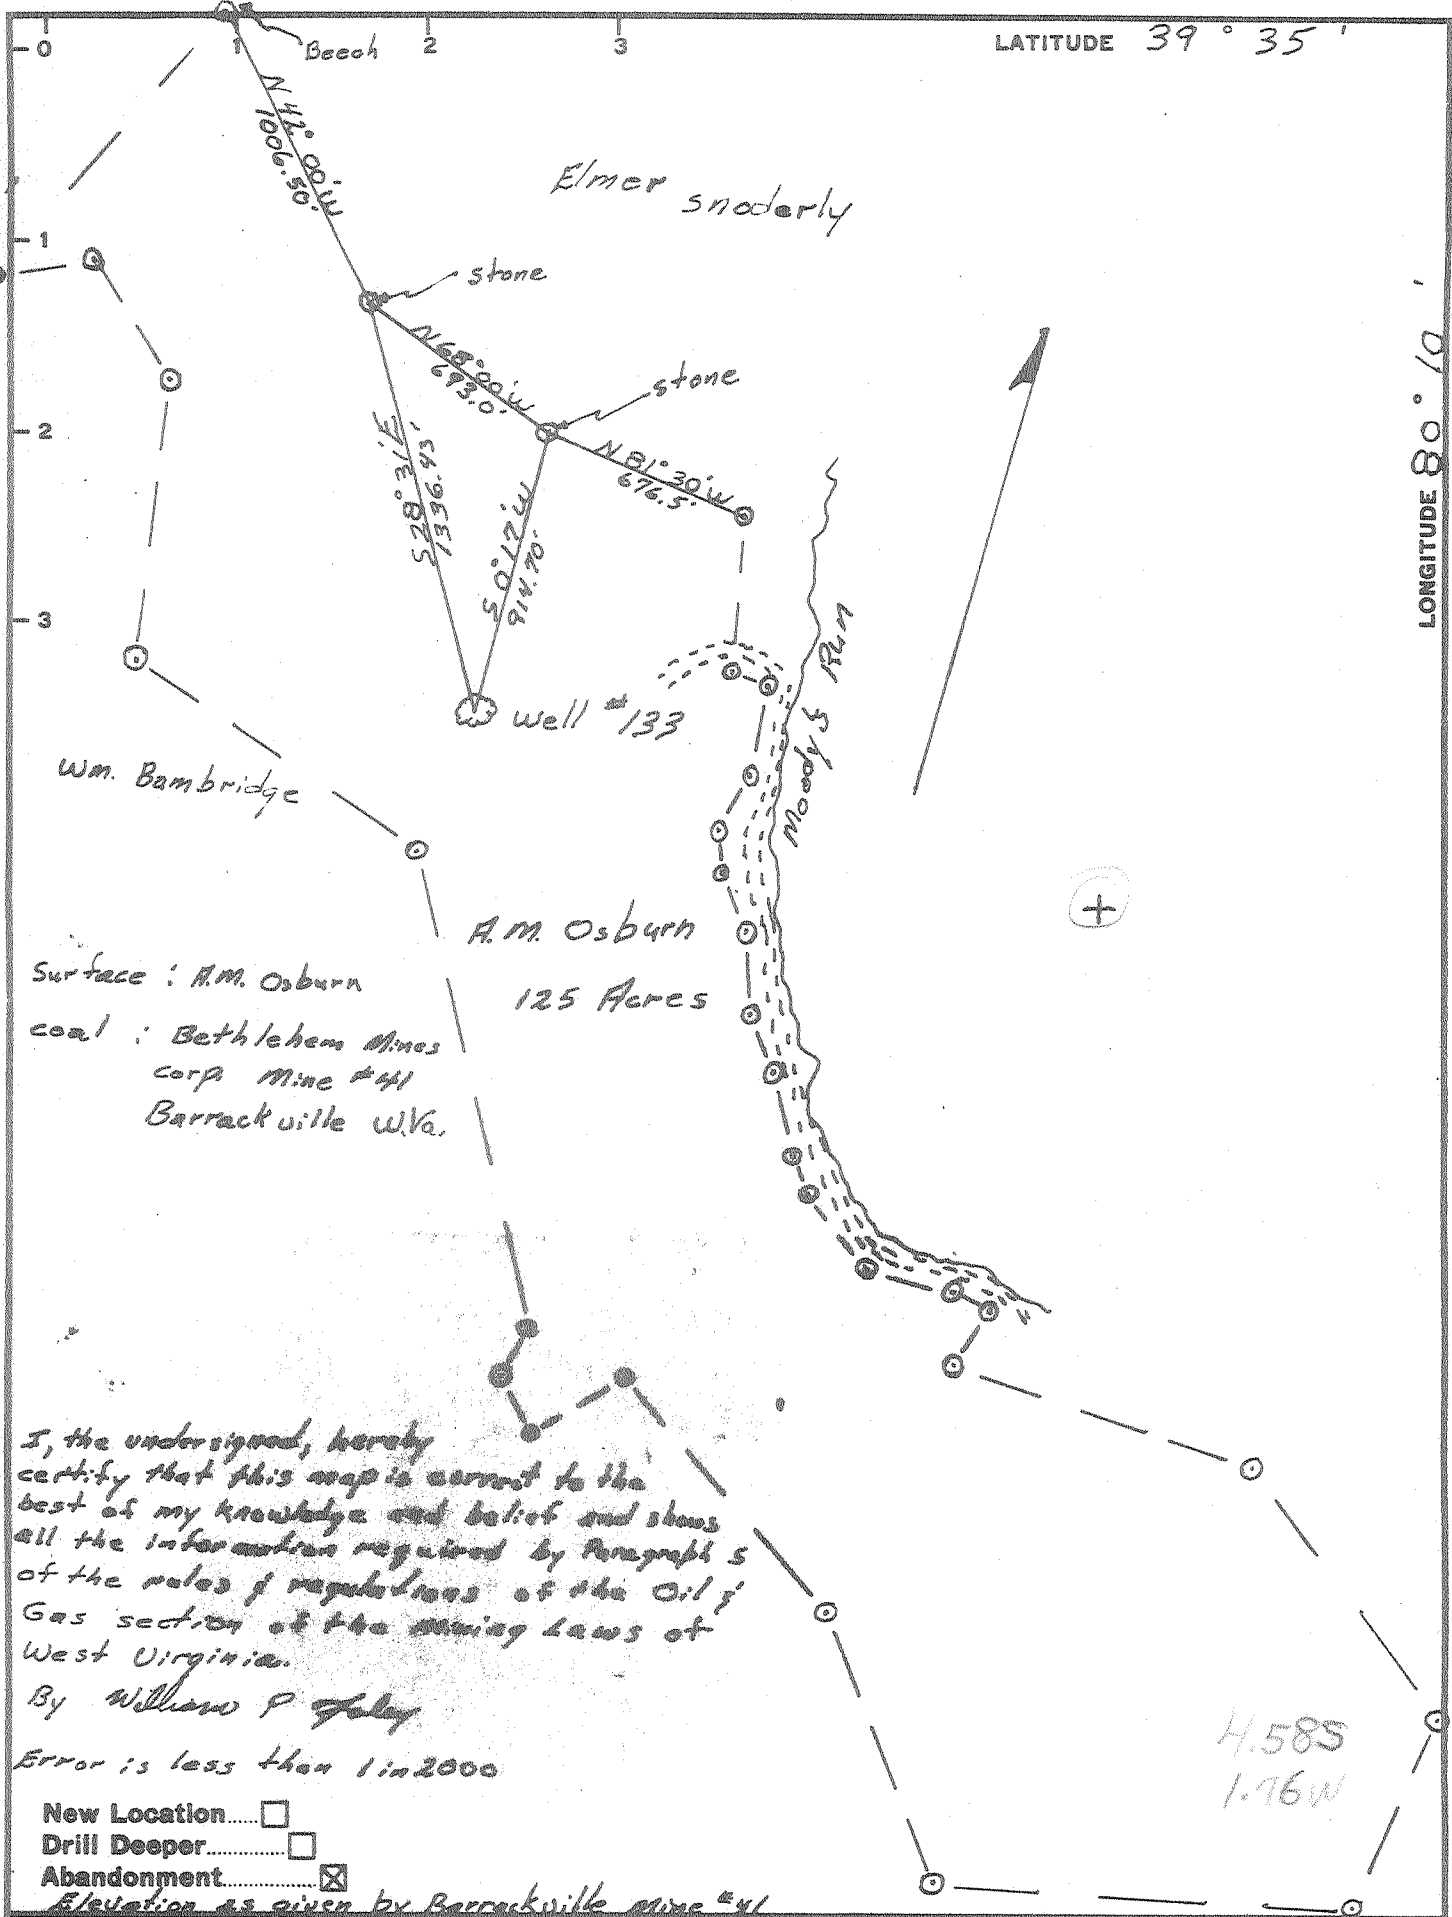 0 1 2 3
Beech
LATITUDE 39° 35'
N 42° 00' W
1006.50'
Elmer
Snoderly
1
stone
N 68° 00' W
693.0'
stone
2
N 81° 30' W
676.5'
S 28° 31' E
1336.43'
S 0° 17' W
914.70'
LONGITUDE 80° 10'
3
Moodys Run
Well #133
Wm. Bambridge
+
A.M. Osburn
125 Acres
Surface : A.M. Osburn
coal : Bethlehem Mines
corp. Mine #41
Barrackville W.Va.
I, the undersigned, hereby
certify that this map is correct to the
best of my knowledge and belief and shows
all the information required by Paragraph 5
of the rules & regulations of the Oil &
Gas section of the mining Laws of
West Virginia.
By William P
Error is less than 1 in 2000
4.58S
1.76W
New Location.....☐
Drill Deeper.............☐
Abandonment..............☒
Elevation as given by Barrackville mine #41